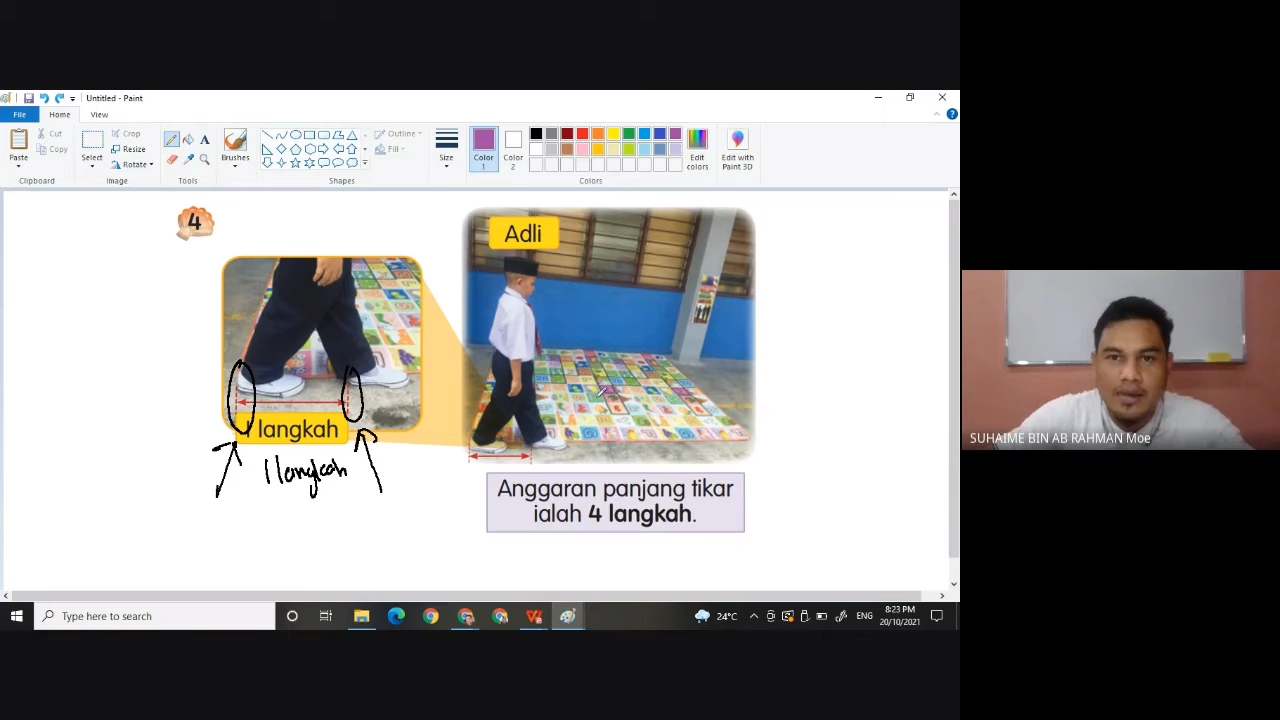 Untitled - Paint
File
Home
View
Paste
Cut
Copy
Clipboard
Select
Crop
Resize
Rotate
Image
Tools
Brushes
Shapes
Outline
Fill
Size
Color 1
Color 2
Colors
Edit colors
Edit with Paint 3D
4
Adli
1 langkah
1 langkah
Anggaran panjang tikar
ialah 4 langkah.
SUHAIME BIN AB RAHMAN Moe
Type here to search
24°C
ENG
8:23 PM
20/10/2021